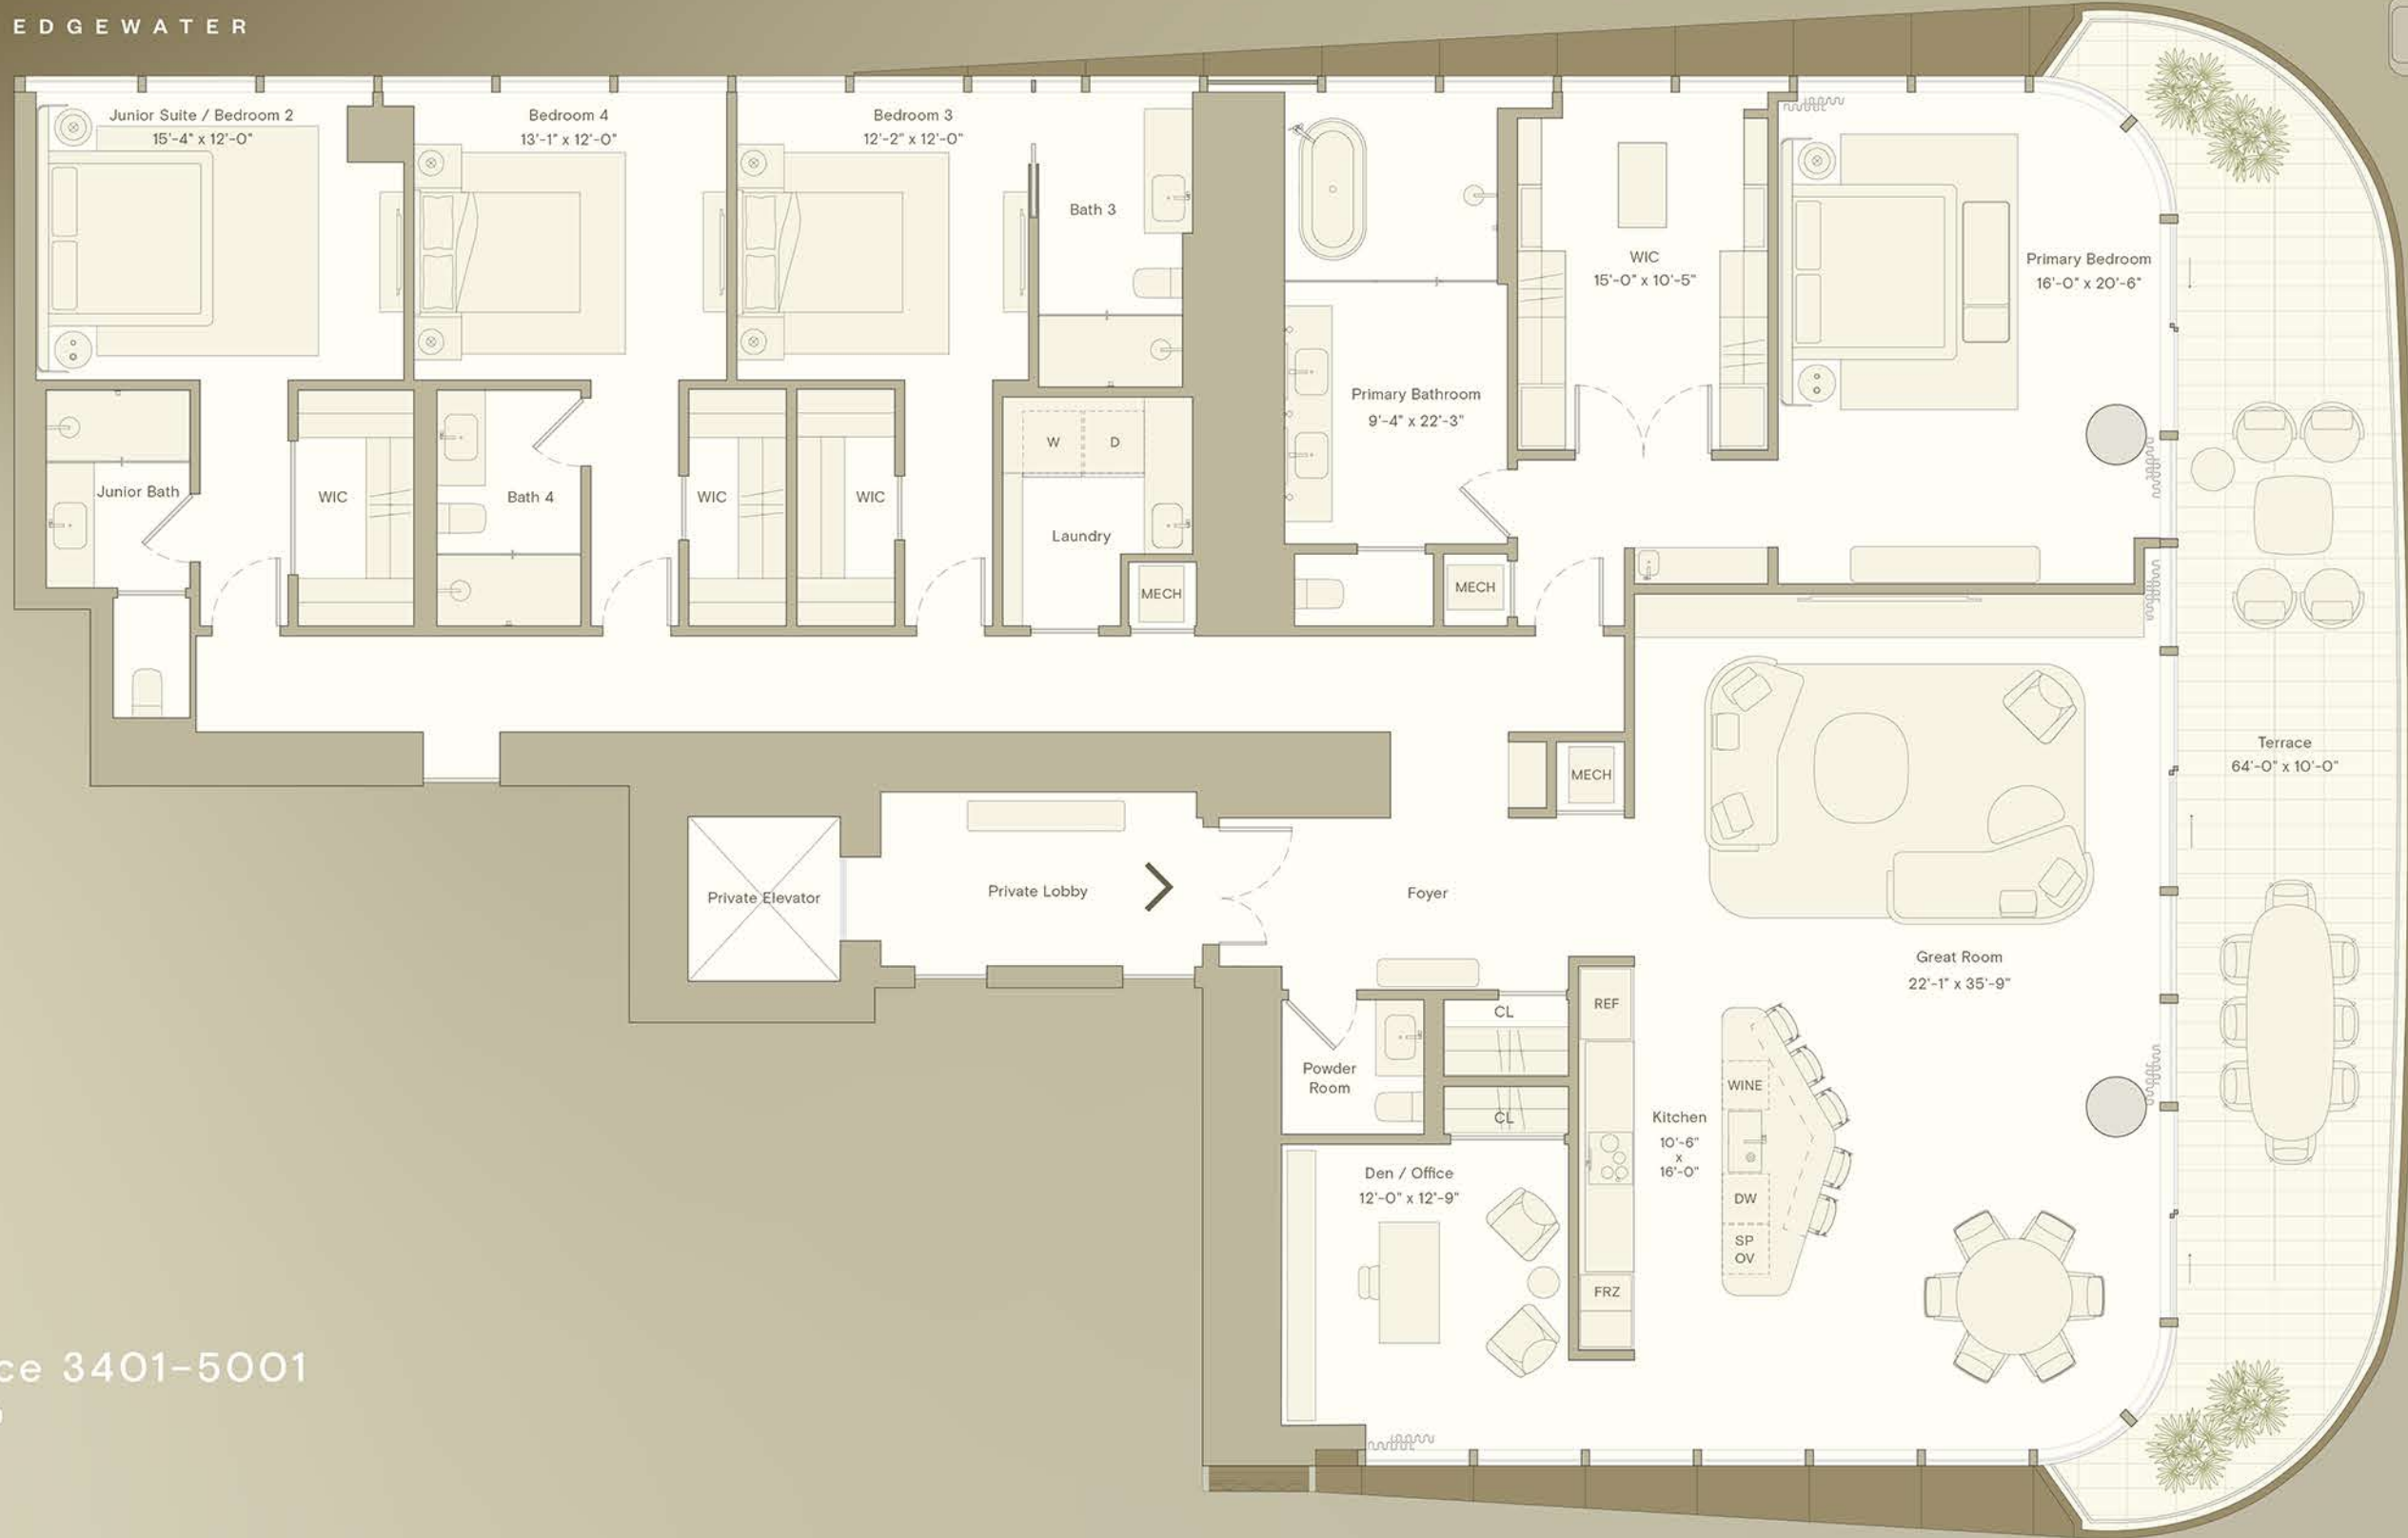 EDGEWATER
Junior Suite / Bedroom 2
15'-4" x 12'-0"
Bedroom 4
13'-1" x 12'-0"
Bedroom 3
12'-2" x 12'-0"
Bath 3
WIC
15'-0" x 10'-5"
Primary Bedroom
16'-0" x 20'-6"
Primary Bathroom
9'-4" x 22'-3"
W
D
Junior Bath
WIC
Bath 4
WIC
WIC
Laundry
MECH
MECH
Terrace
64'-0" x 10'-0"
MECH
Private Elevator
Private Lobby
Foyer
Great Room
22'-1" x 35'-9"
REF
CL
Powder
Room
CL
WINE
Kitchen
10'-6"
x
16'-0"
Den / Office
12'-0" x 12'-9"
DW
SP
OV
FRZ
3401–5001